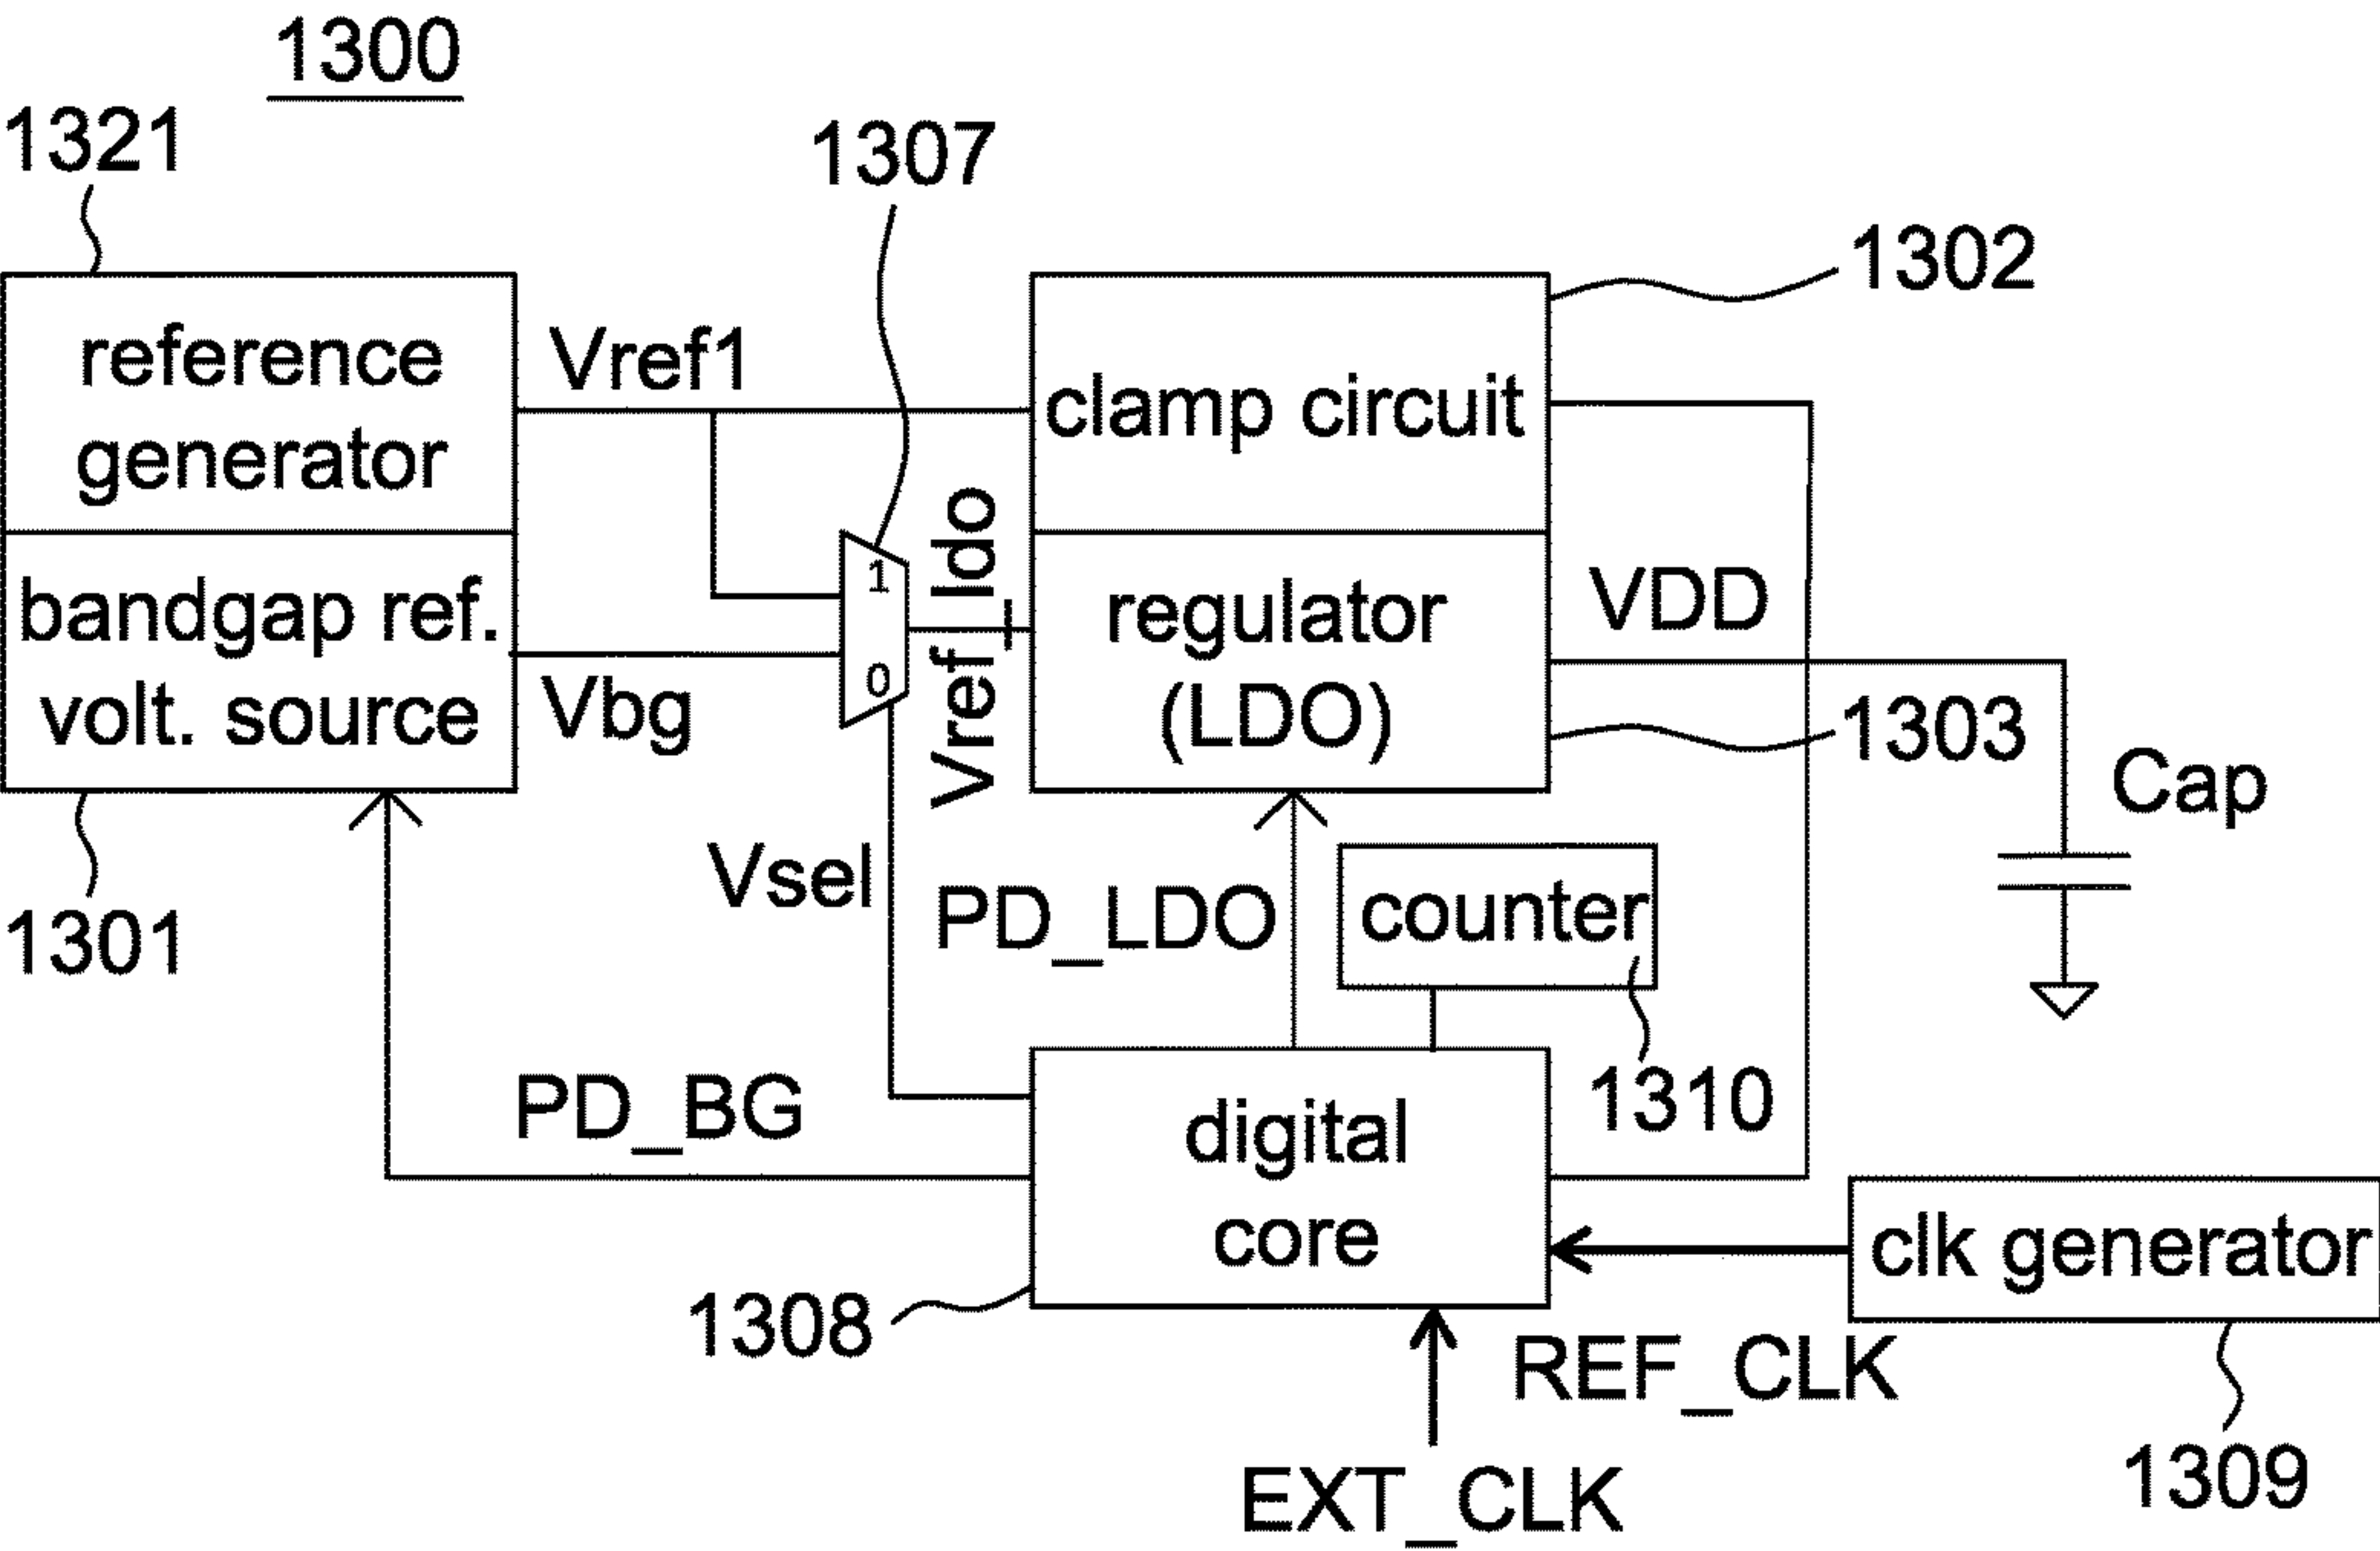 1300
1321
1307
1302
reference
generator
Vref1
clamp circuit
bandgap ref.
volt. source
Vbg
1
0
Vref_ldo
regulator
(LDO)
VDD
1303
Cap
1301
Vsel
PD_LDO
counter
1310
PD_BG
digital
core
1308
clk generator
REF_CLK
EXT_CLK
1309